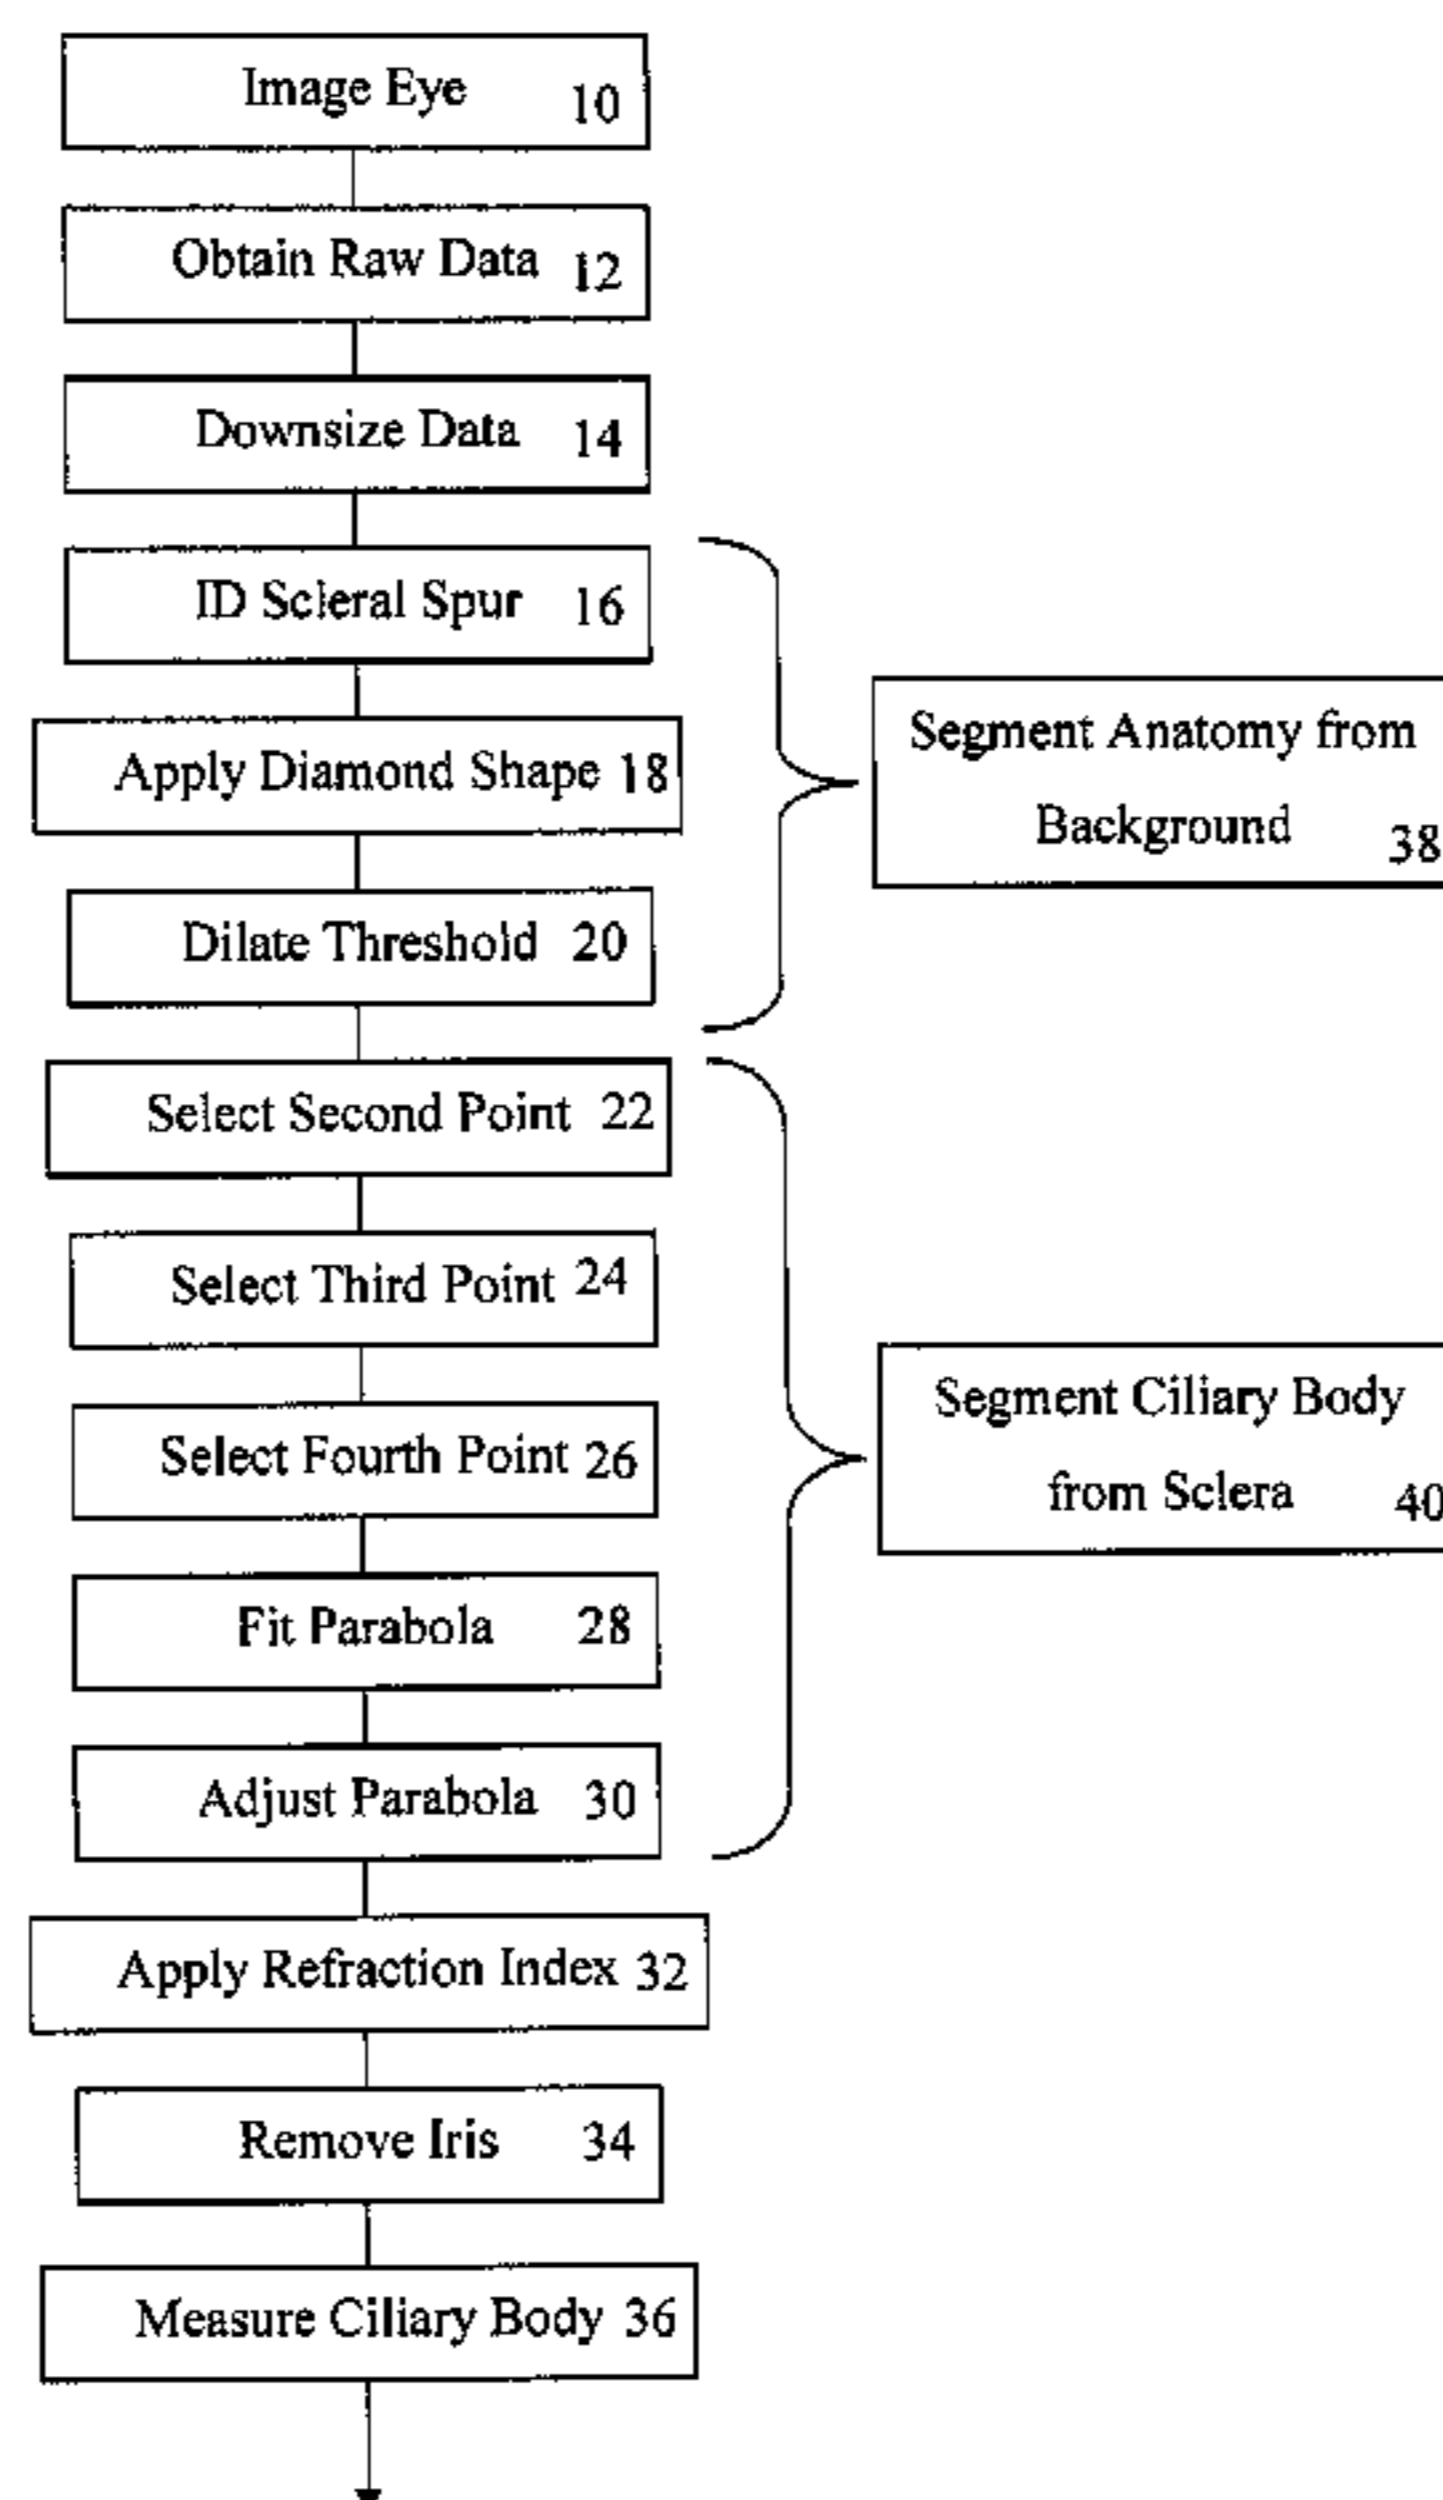 Image Eye 10
Obtain Raw Data 12
Downsize Data 14
ID Scleral Spur 16
Apply Diamond Shape 18
Dilate Threshold 20
Segment Anatomy from
Background 38
Select Second Point 22
Select Third Point 24
Select Fourth Point 26
Fit Parabola 28
Adjust Parabola 30
Segment Ciliary Body
from Sclera 40
Apply Refraction Index 32
Remove Iris 34
Measure Ciliary Body 36